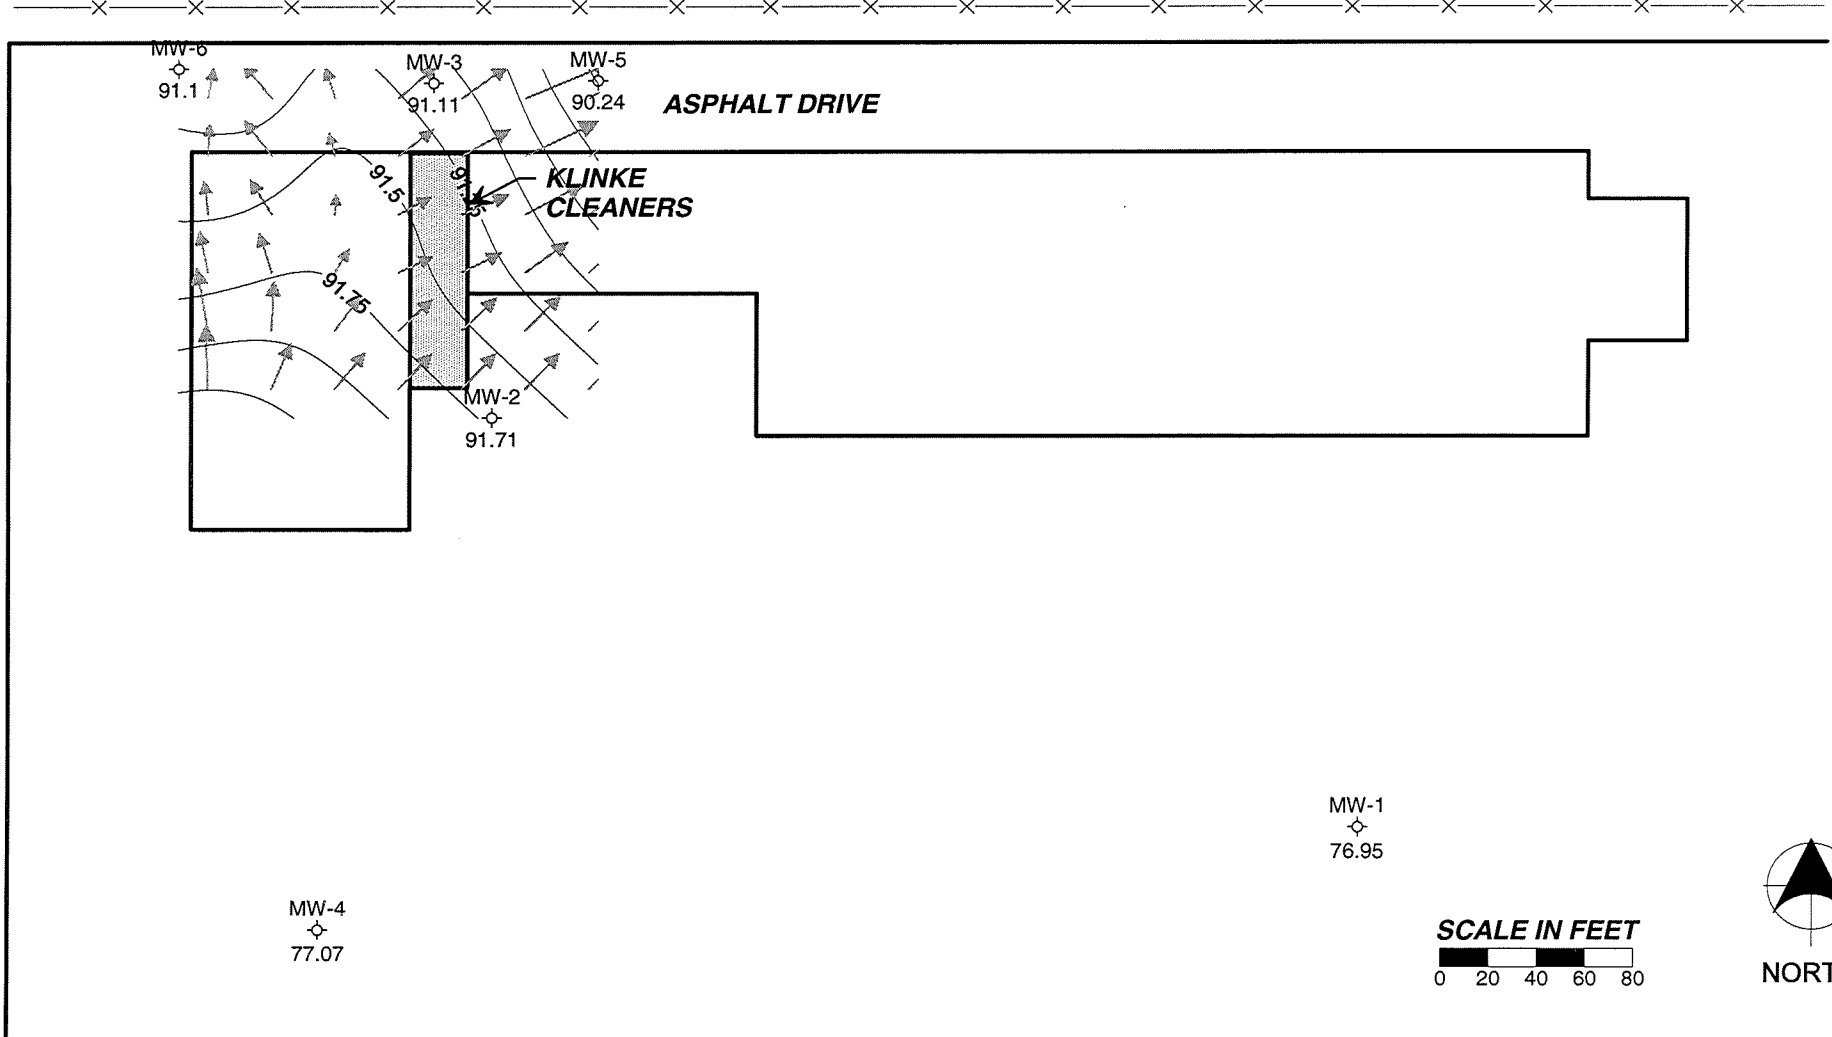 MW-6
91.1
MW-3
91.11
MW-5
90.24
ASPHALT DRIVE
91.5
KLINKE
CLEANERS
91.75
MW-2
91.71
MW-1
76.95
MW-4
77.07
SCALE IN FEET
0 20 40 60 80
NORT